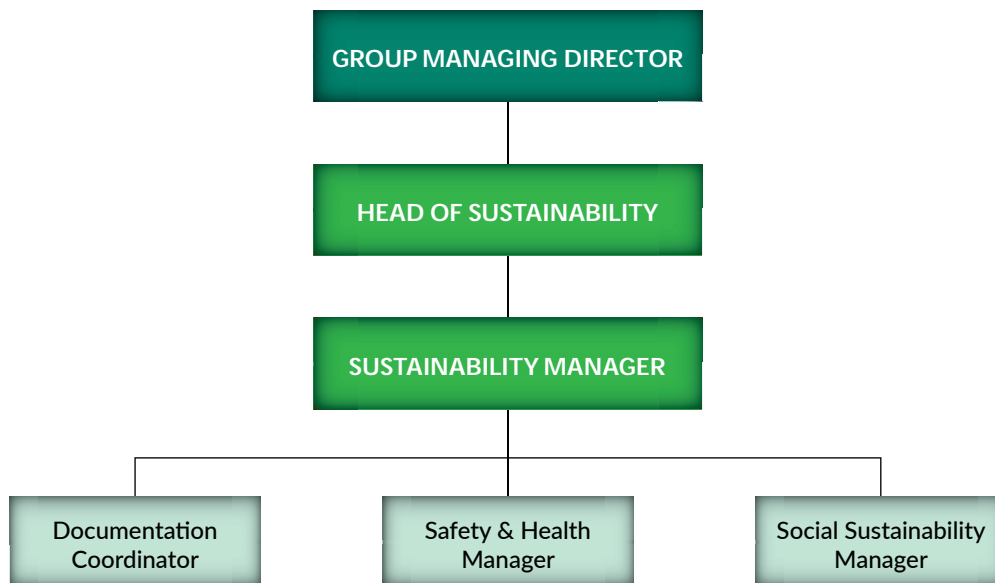 GROUP MANAGING DIRECTOR
HEAD OF SUSTAINABILITY
SUSTAINABILITY MANAGER
Documentation
Coordinator
Safety & Health
Manager
Social Sustainability
Manager